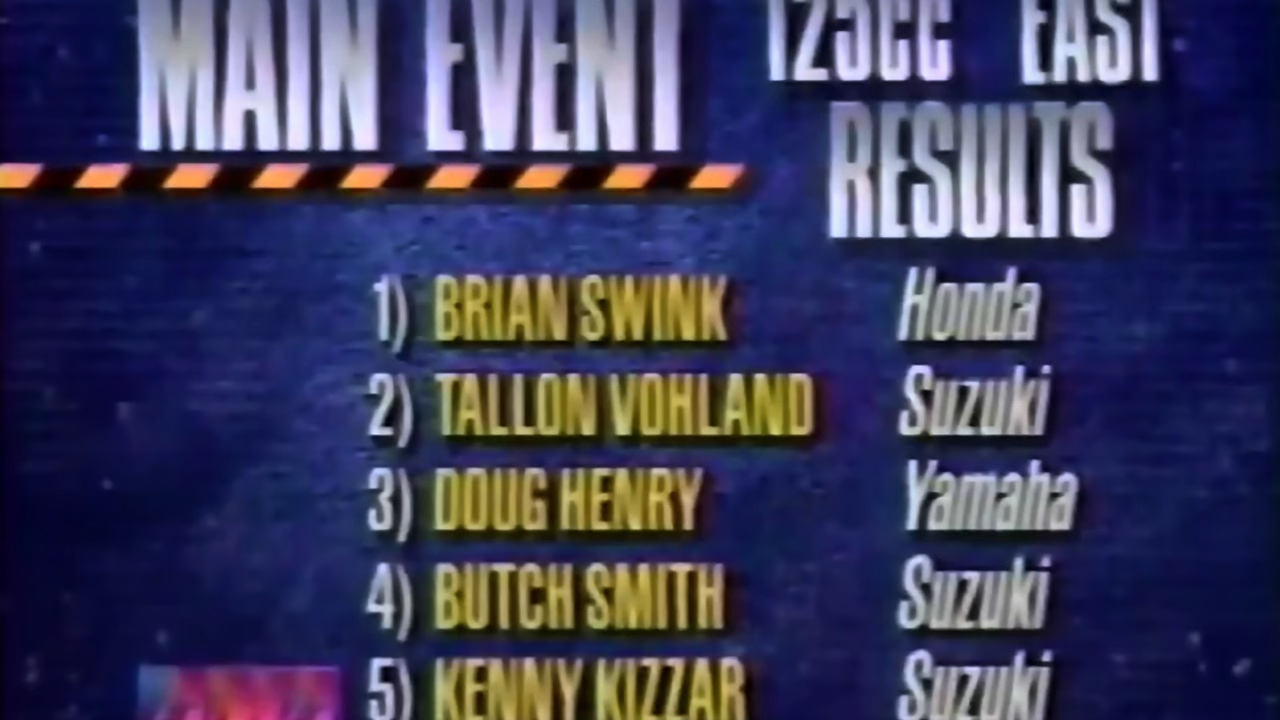 MAIN EVENT
125CC EAST
RESULTS
1) BRIAN SWINK Honda
2) TALLON VOHLAND Suzuki
3) DOUG HENRY Yamaha
4) BUTCH SMITH Suzuki
5) KENNY KIZZAR Suzuki